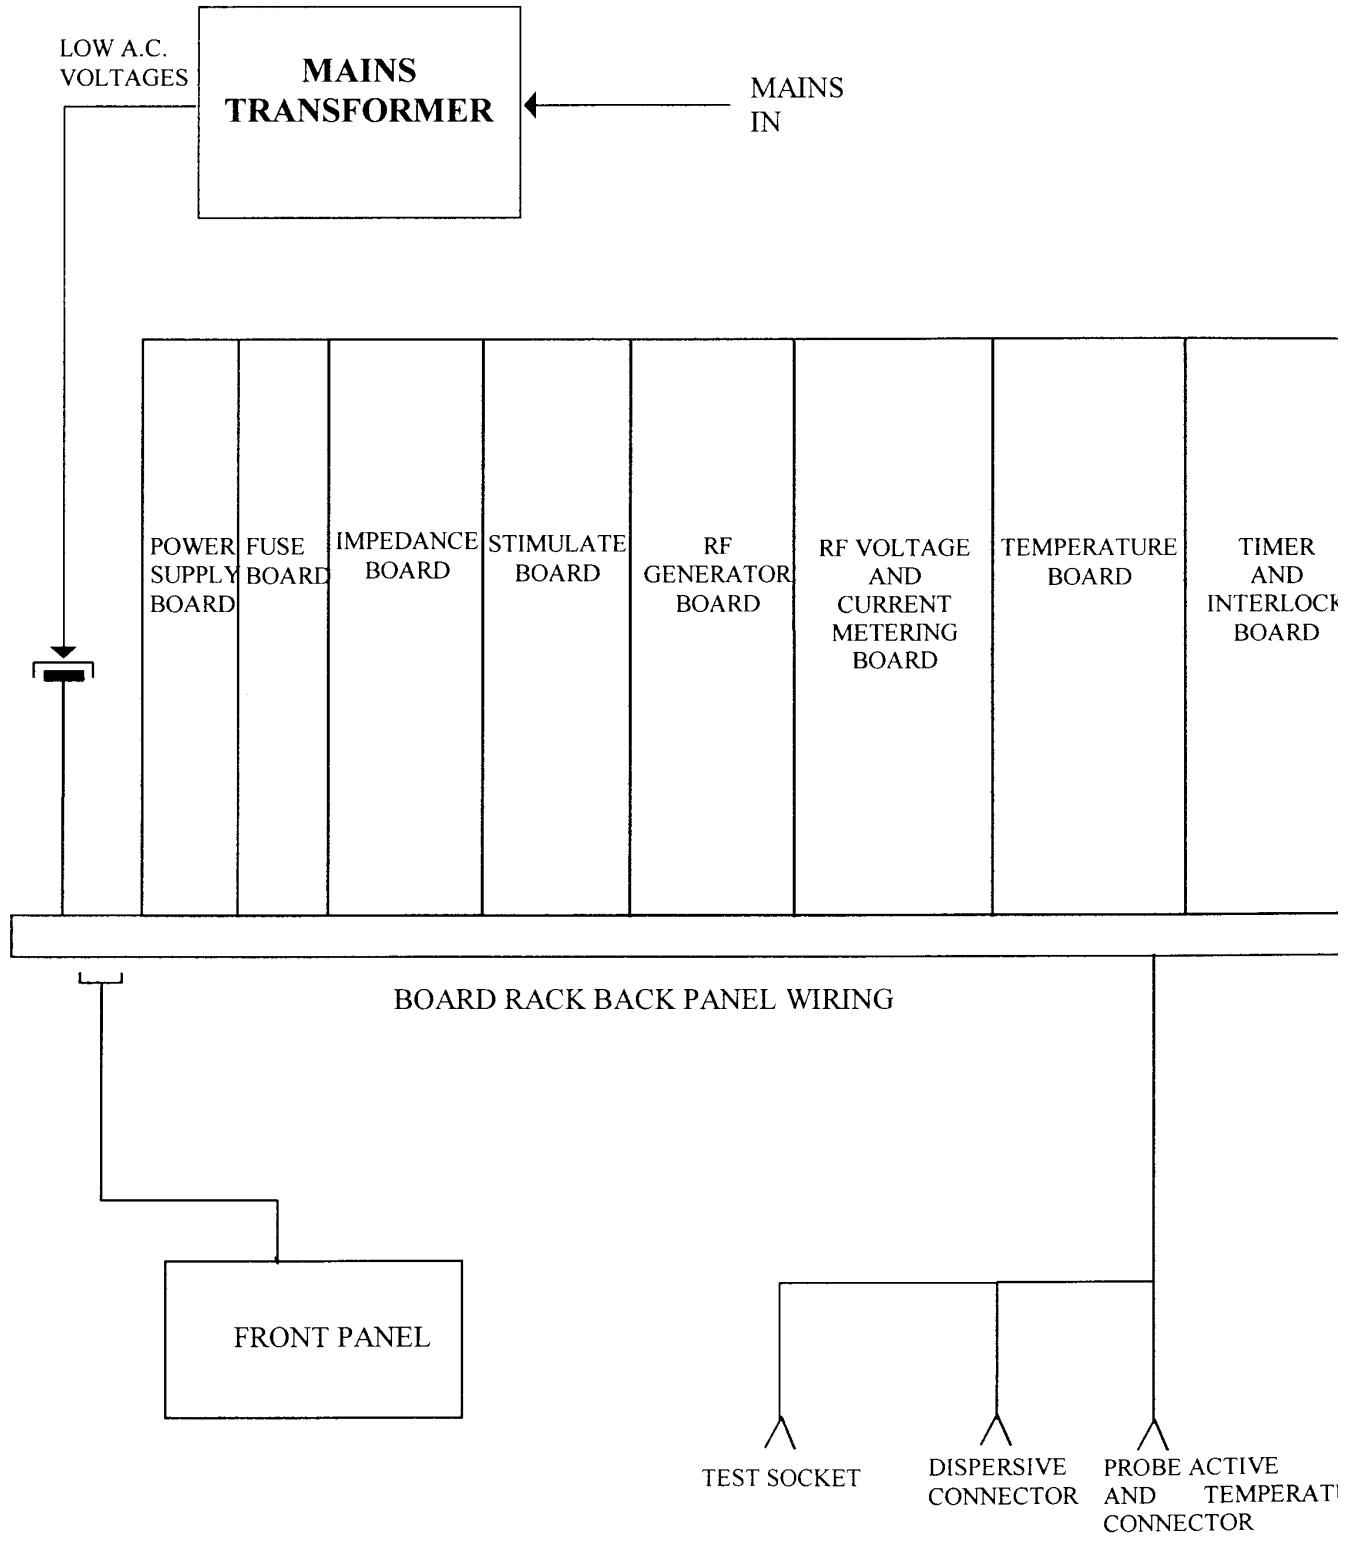 LOW A.C.
VOLTAGES
MAINS
TRANSFORMER
MAINS
IN
POWER
SUPPLY
BOARD
FUSE
BOARD
IMPEDANCE
BOARD
STIMULATE
BOARD
RF
GENERATOR
BOARD
RF VOLTAGE
AND
CURRENT
METERING
BOARD
TEMPERATURE
BOARD
TIMER
AND
INTERLOCK
BOARD
BOARD RACK BACK PANEL WIRING
FRONT PANEL
TEST SOCKET
DISPERSIVE
CONNECTOR
PROBE ACTIVE
AND TEMPERAT
CONNECTOR